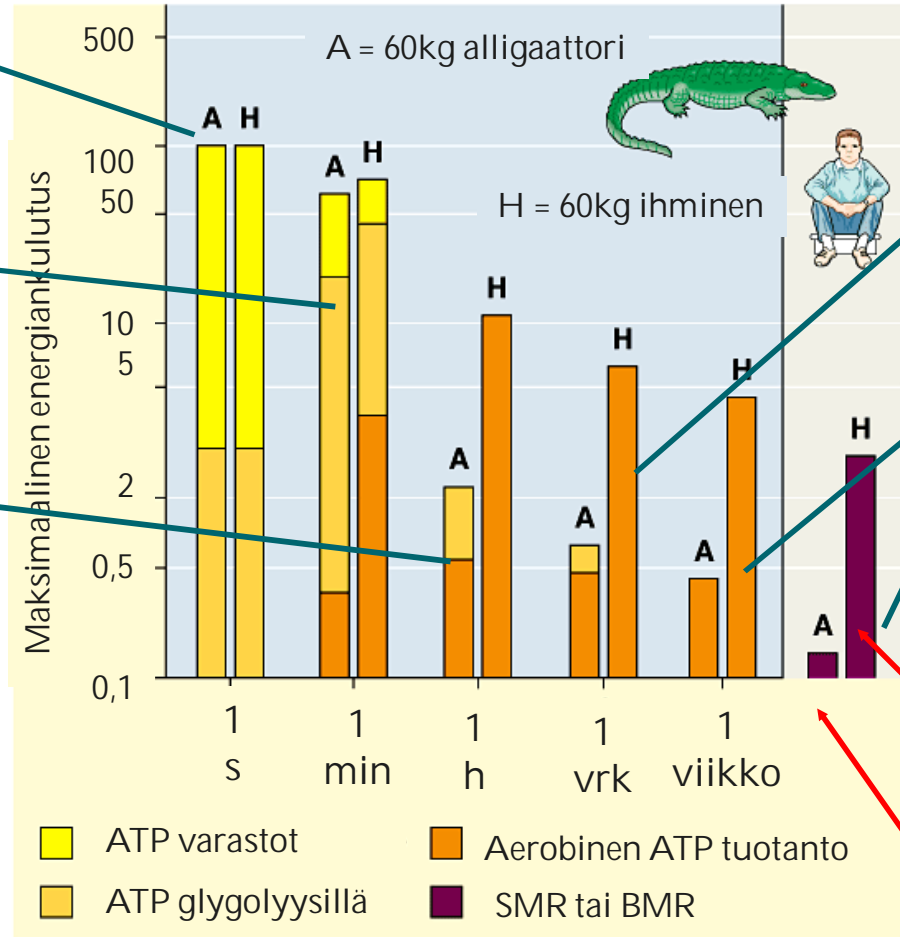 500
A = 60kg alligaattori
A H
100
A H
50
H = 60kg ihminen
Maksimaalinen energiankulutus
H
10
H
5
H
H
A
2
A
A
0,5
A
0,1
1 1 1 1 1
s min h vrk viikko
ATP varastot
Aerobinen ATP tuotanto
ATP glygolyysillä
SMR tai BMR